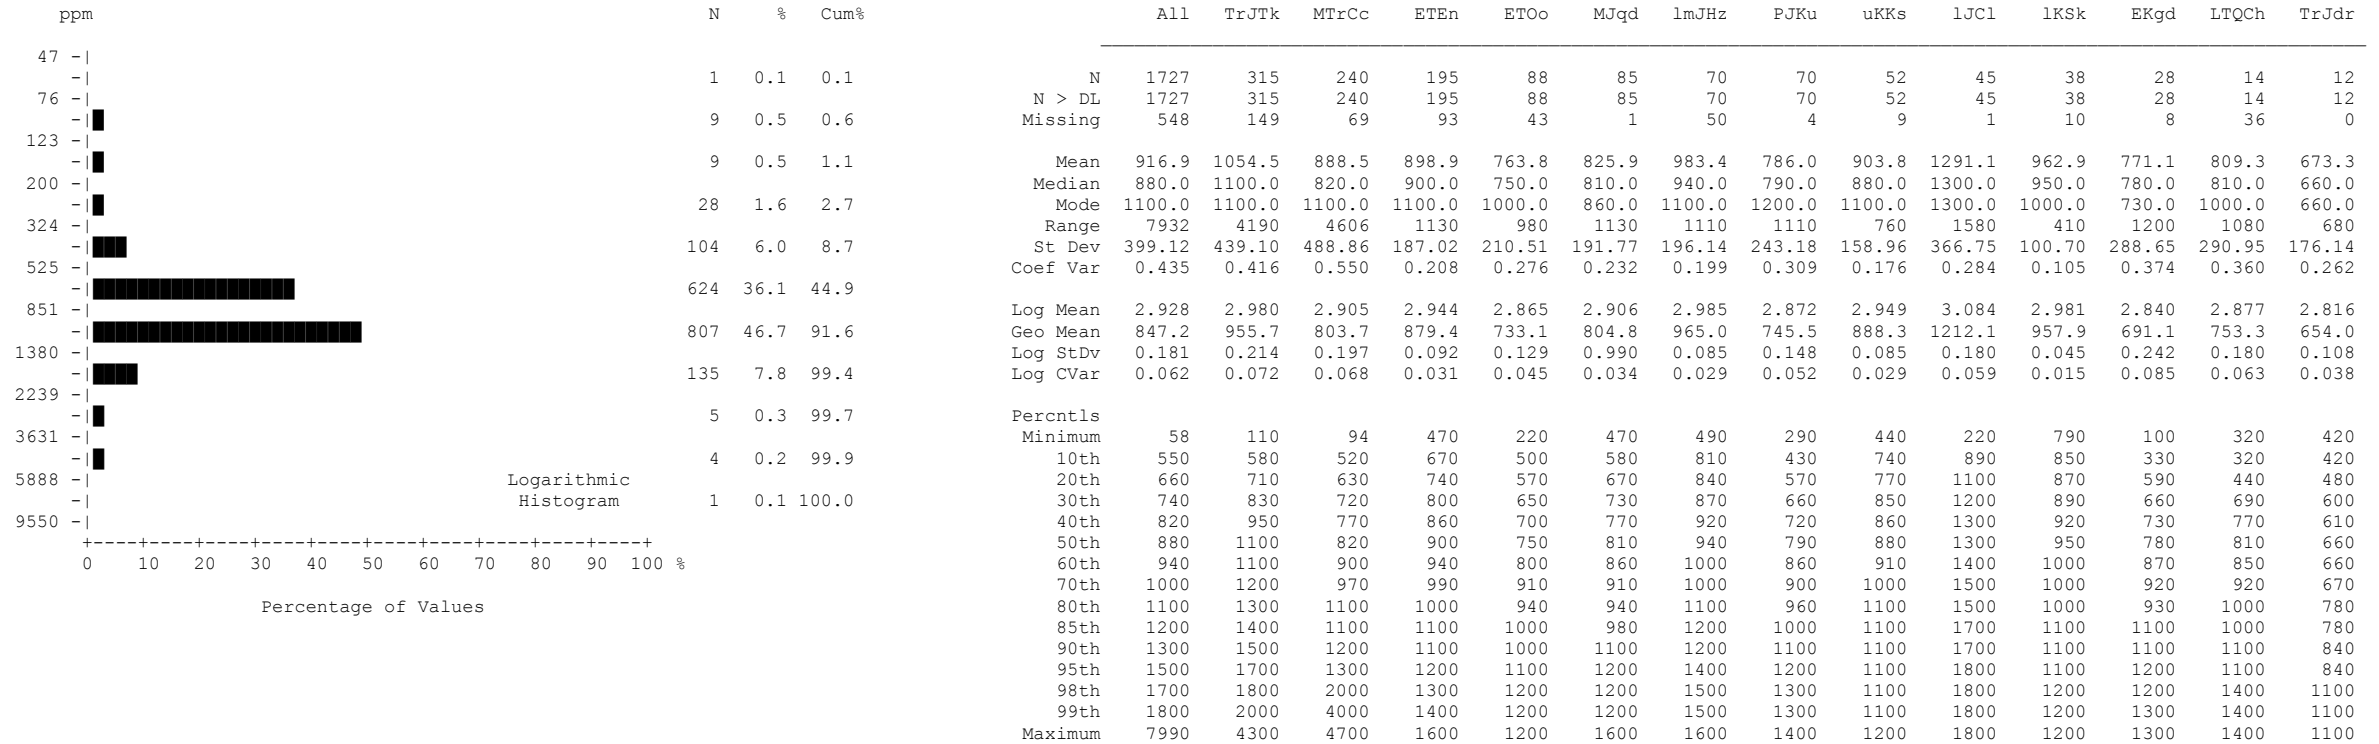 ppm N % Cum% All TrJTk MTrCc ETEn ETOo MJqd lmJHz PJKu uKKs lJCl lKSk EKgd LTQCh TrJdr
47 -|
-| 1 0.1 0.1 N 1727 315 240 195 88 85 70 70 52 45 38 28 14 12
76 -| N > DL 1727 315 240 195 88 85 70 70 52 45 38 28 14 12
-| 9 0.5 0.6 Missing 548 149 69 93 43 1 50 4 9 1 10 8 36 0
123 -|
-| 9 0.5 1.1 Mean 916.9 1054.5 888.5 898.9 763.8 825.9 983.4 786.0 903.8 1291.1 962.9 771.1 809.3 673.3
200 -| Median 880.0 1100.0 820.0 900.0 750.0 810.0 940.0 790.0 880.0 1300.0 950.0 780.0 810.0 660.0
-| 28 1.6 2.7 Mode 1100.0 1100.0 1100.0 1100.0 1000.0 860.0 1100.0 1200.0 1100.0 1300.0 1000.0 730.0 1000.0 660.0
324 -| Range 7932 4190 4606 1130 980 1130 1110 1110 760 1580 410 1200 1080 680
-| 104 6.0 8.7 St Dev 399.12 439.10 488.86 187.02 210.51 191.77 196.14 243.18 158.96 366.75 100.70 288.65 290.95 176.14
525 -| Coef Var 0.435 0.416 0.550 0.208 0.276 0.232 0.199 0.309 0.176 0.284 0.105 0.374 0.360 0.262
-| 624 36.1 44.9
851 -| Log Mean 2.928 2.980 2.905 2.944 2.865 2.906 2.985 2.872 2.949 3.084 2.981 2.840 2.877 2.816
-| 807 46.7 91.6 Geo Mean 847.2 955.7 803.7 879.4 733.1 804.8 965.0 745.5 888.3 1212.1 957.9 691.1 753.3 654.0
1380 -| Log StDv 0.181 0.214 0.197 0.092 0.129 0.990 0.085 0.148 0.085 0.180 0.045 0.242 0.180 0.108
-| 135 7.8 99.4 Log CVar 0.062 0.072 0.068 0.031 0.045 0.034 0.029 0.052 0.029 0.059 0.015 0.085 0.063 0.038
2239 -|
-| 5 0.3 99.7 Percntls
3631 -| Minimum 58 110 94 470 220 470 490 290 440 220 790 100 320 420
-| 4 0.2 99.9 10th 550 580 520 670 500 580 810 430 740 890 850 330 320 420
5888 -| Logarithmic 20th 660 710 630 740 570 670 840 570 770 1100 870 590 440 480
-| Histogram 1 0.1 100.0 30th 740 830 720 800 650 730 870 660 850 1200 890 660 690 600
9550 -| 40th 820 950 770 860 700 770 920 720 860 1300 920 730 770 610
+----+----+----+----+----+----+----+----+----+----+ 50th 880 1100 820 900 750 810 940 790 880 1300 950 780 810 660
0 10 20 30 40 50 60 70 80 90 100 % 60th 940 1100 900 940 800 860 1000 860 910 1400 1000 870 850 660
70th 1000 1200 970 990 910 910 1000 900 1000 1500 1000 920 920 670
Percentage of Values 80th 1100 1300 1100 1000 940 940 1100 960 1100 1500 1000 930 1000 780
85th 1200 1400 1100 1100 1000 980 1200 1000 1100 1700 1100 1100 1000 780
90th 1300 1500 1200 1100 1000 1100 1200 1100 1100 1700 1100 1100 1100 840
95th 1500 1700 1300 1200 1100 1200 1400 1200 1100 1800 1100 1200 1100 840
98th 1700 1800 2000 1300 1200 1200 1500 1300 1100 1800 1200 1200 1400 1100
99th 1800 2000 4000 1400 1200 1200 1500 1300 1100 1800 1200 1300 1400 1100
Maximum 7990 4300 4700 1600 1200 1600 1600 1400 1200 1800 1200 1300 1400 1100